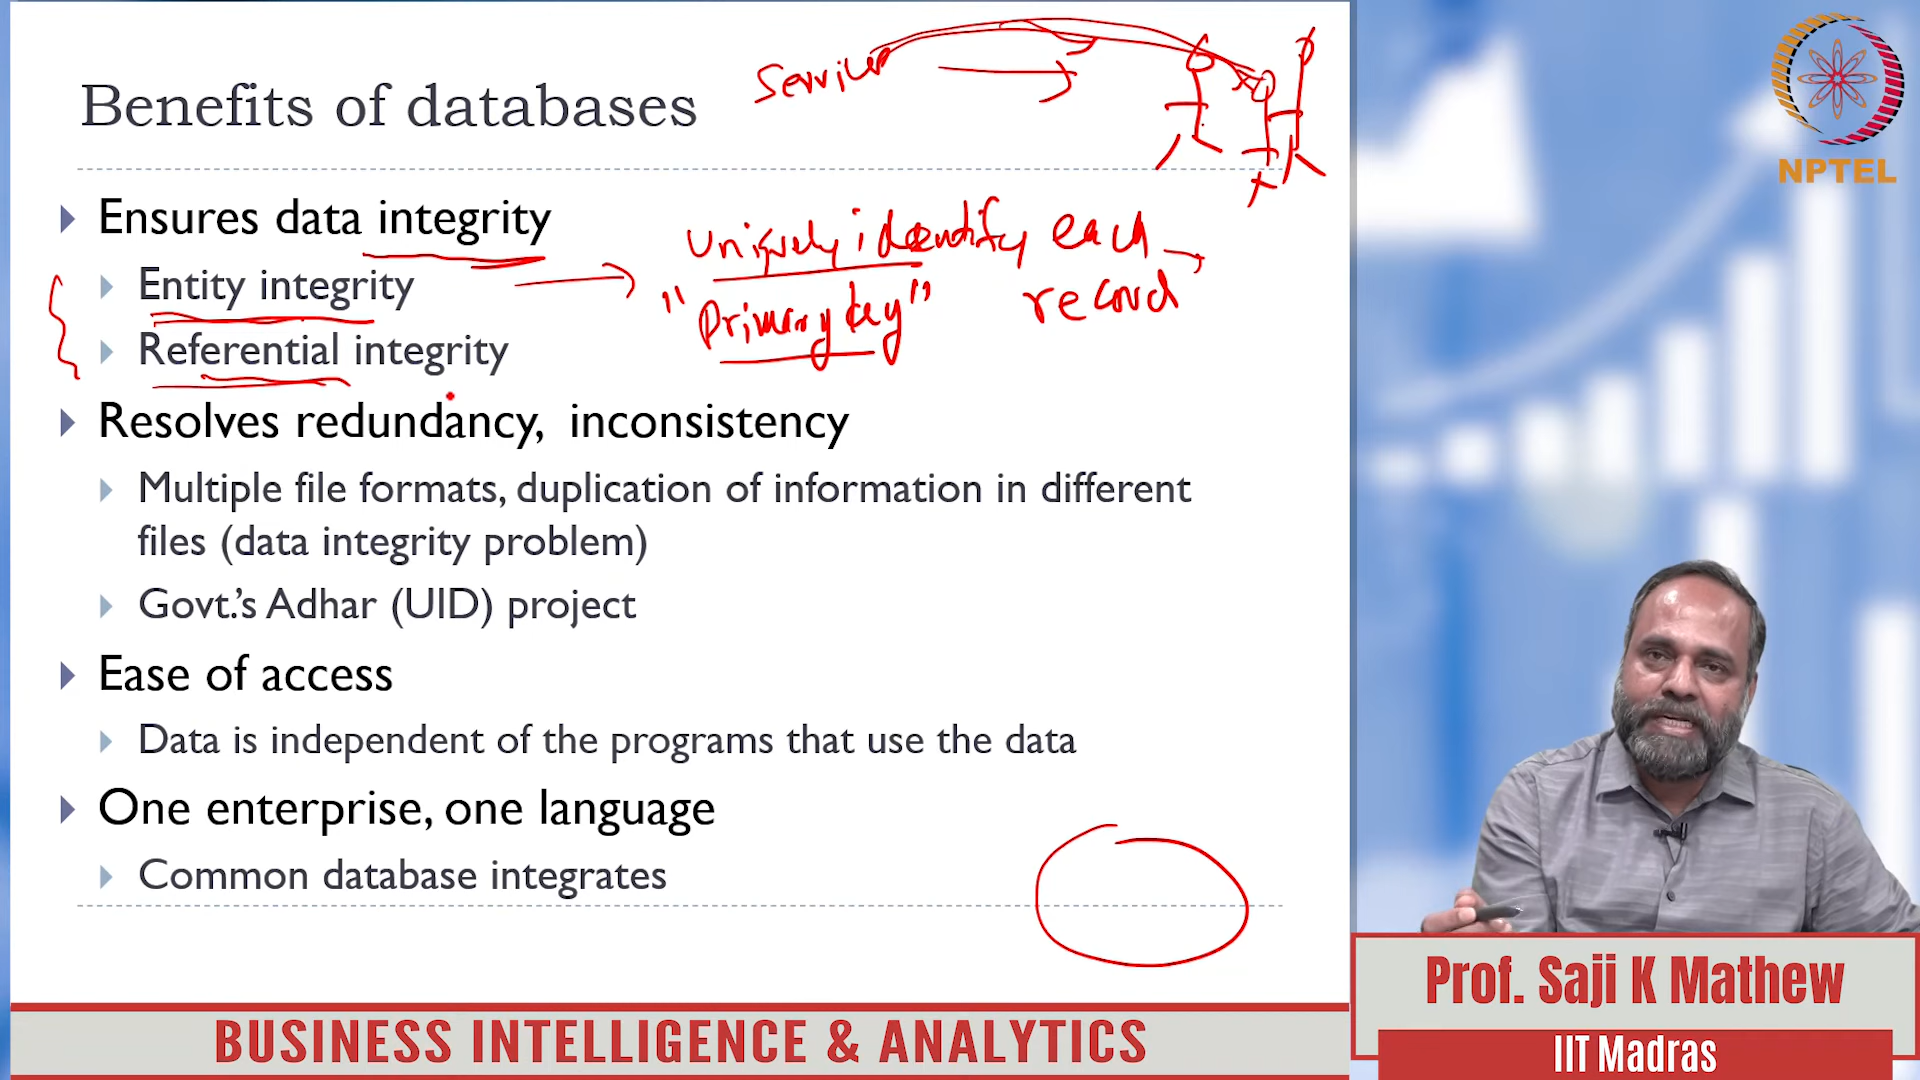 Service
Benefits of databases
NPTEL
Ensures data integrity
uniquely identify each
Entity integrity
"Primary key"
record
Referential integrity
Resolves redundancy, inconsistency
Multiple file formats, duplication of information in different
files (data integrity problem)
Govt.'s Adhar (UID) project
Ease of access
Data is independent of the programs that use the data
One enterprise, one language
Common database integrates
Prof. Saji K Mathew
IIT Madras
BUSINESS INTELLIGENCE & ANALYTICS